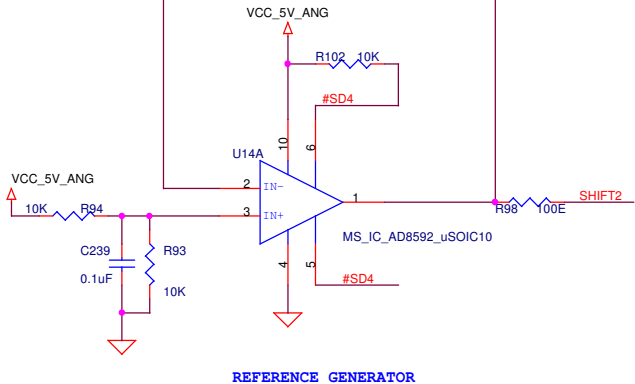 VCC_5V_ANG
R102 10K
#SD4
10
6
U14A
VCC_5V_ANG
2
IN-
1
10K
R94
3
IN+
R98
100E
SHIFT2
MS_IC_AD8592_uSOIC10
C239
R93
4
5
0.1uF
#SD4
10K
REFERENCE GENERATOR